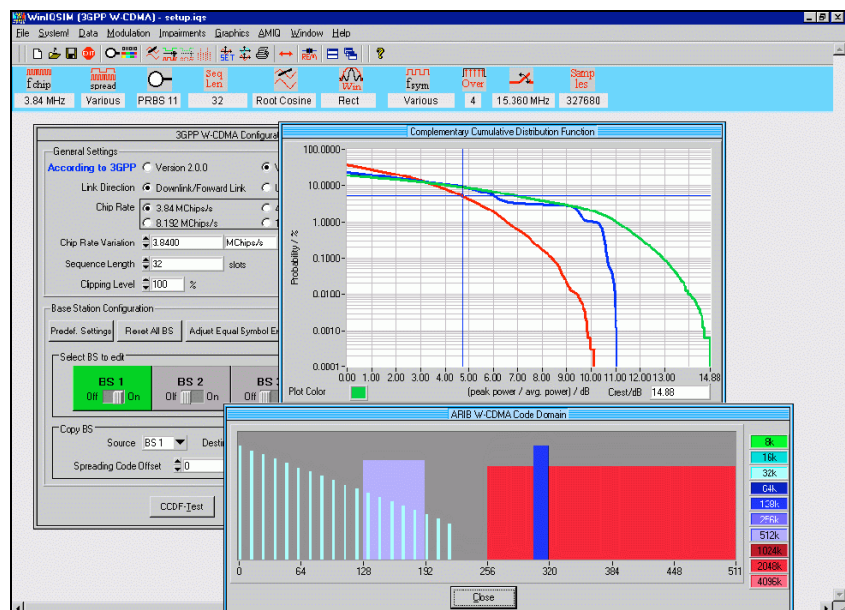 WinIQSIM (3GPP W-CDMA) - setup.iqs
File System! Data Modulation Impairments Graphics AMIQ Window Help
SET REM ?
fchip spread Seq Len Win fsym Over Samples
3.84 MHz Various PRBS 11 32 Root Cosine Rect Various 4 15.360 MHz 327680
3GPP W-CDMA Configurat
General Settings
According to 3GPP Version 2.0.0 V
Link Direction Downlink/Forward Link U
Chip Rate 3.84 MChips/s 4
8.192 MChips/s 1
Chip Rate Variation 3.8400 MChips/s
Sequence Length 32 slots
Clipping Level 100 %
Base Station Configuration
Predef. Settings Reset All BS Adjust Equal Symbol En
Select BS to edit
BS 1 BS 2 BS
Off On Off On Off
Copy BS
Source BS 1 Destin
Spreading Code Offset 0
CCDF-Test
Complementary Cumulative Distribution Function
Probability / %
100.0000
10.0000
1.0000
0.1000
0.0100
0.0010
0.0001
0.00 1.00 2.00 3.00 4.00 5.00 6.00 7.00 8.00 9.00 10.00 11.00 12.00 13.00 14.88
Plot Color (peak power / avg. power) / dB Crest/dB 14.88
ARIB W-CDMA Code Domain
8k
16k
32k
64k
128k
256k
512k
1024k
2048k
4096k
0 64 128 192 256 320 384 448 511
Close